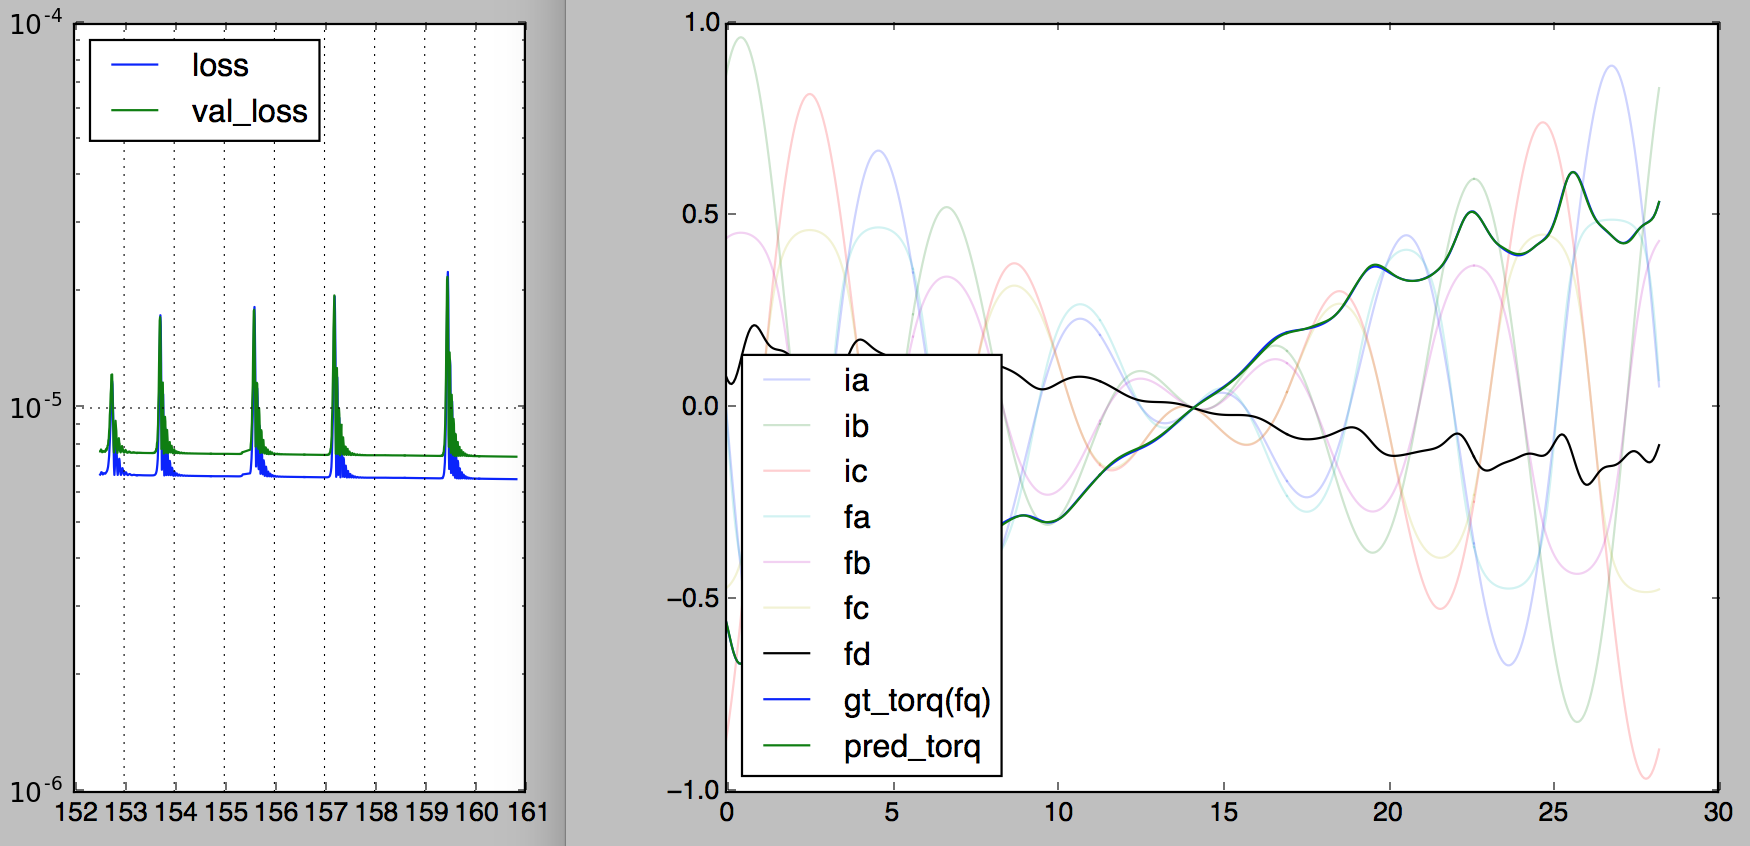 10-4
loss
val_loss
10-5
10-6
152 153 154 155 156 157 158 159 160 161
1.0
0.5
0.0
−0.5
−1.0
ia
ib
ic
fa
fb
fc
fd
gt_torq(fq)
pred_torq
0 5 10 15 20 25 30